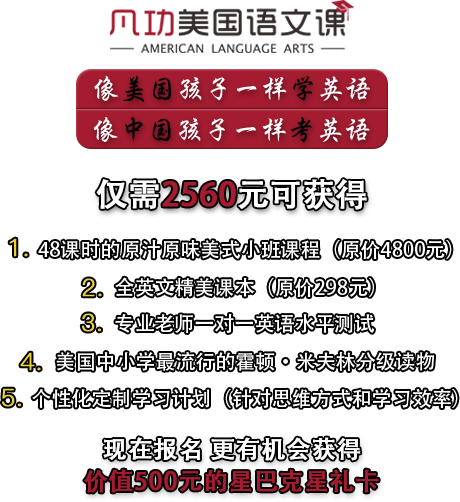 凡功美国语文课
AMERICAN LANGUAGE ARTS
像美国孩子一样学英语
像中国孩子一样考英语
仅需2560元可获得
1. 48课时的原汁原味美式小班课程（原价4800元）
2. 全英文精美课本（原价298元）
3. 专业老师一对一英语水平测试
4. 美国中小学最流行的霍顿·米夫林分级读物
5. 个性化定制学习计划（针对思维方式和学习效率）
现在报名 更有机会获得
价值500元的星巴克星礼卡